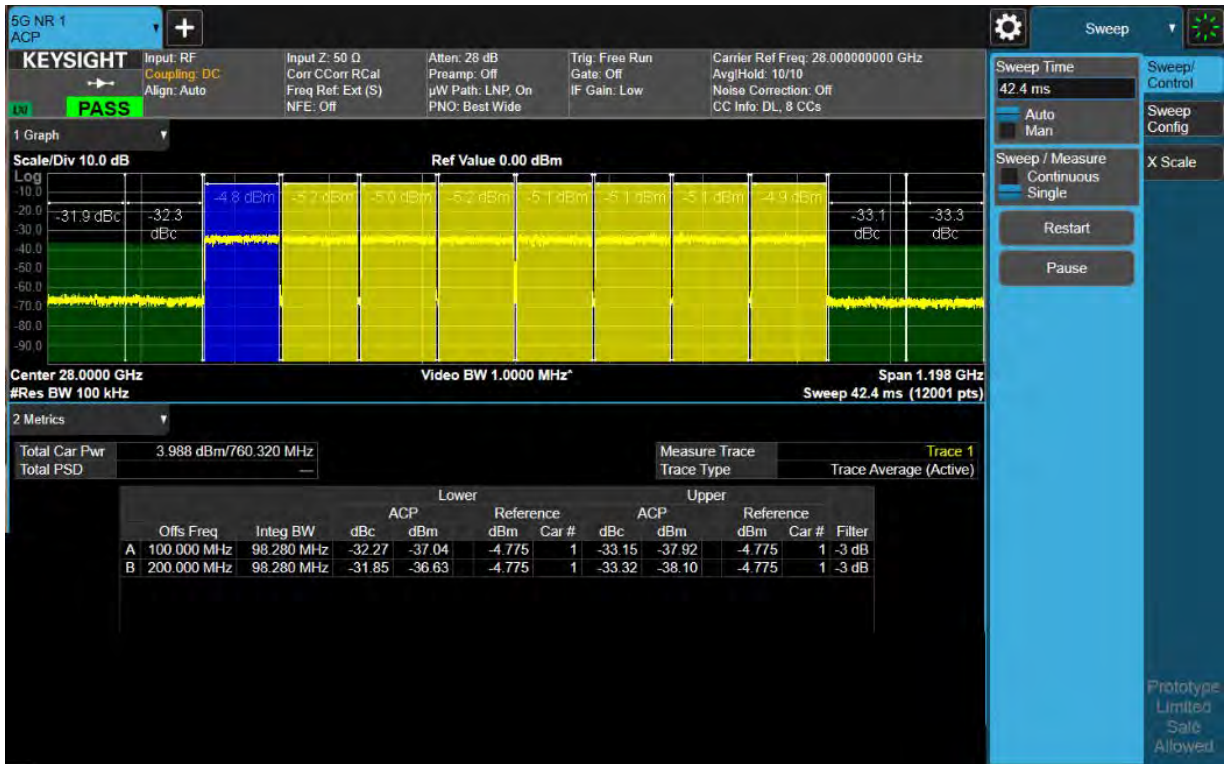 5G NR 1
ACP
Sweep
KEYSIGHT
PASS
Input: RF
Coupling: DC
Align: Auto
Input Z: 50 Ω
Corr CCorr RCal
Freq Ref: Ext (S)
NFE: Off
Atten: 28 dB
Preamp: Off
µW Path: LNP, On
PNO: Best Wide
Trig: Free Run
Gate: Off
IF Gain: Low
Carrier Ref Freq: 28.000000000 GHz
Avg|Hold: 10/10
Noise Correction: Off
CC Info: DL, 8 CCs
1 Graph
Scale/Div 10.0 dB Ref Value 0.00 dBm
Log
-10.0
-20.0
-30.0
-40.0
-50.0
-60.0
-70.0
-80.0
-90.0
-31.9 dBc
-32.3
dBc
-4.8 dBm -5.2 dBm -5.0 dBm -5.2 dBm -5.1 dBm -5.1 dBm -5.1 dBm -4.9 dBm
-33.1
dBc
-33.3
dBc
Center 28.0000 GHz Video BW 1.0000 MHz* Span 1.198 GHz
#Res BW 100 kHz Sweep 42.4 ms (12001 pts)
2 Metrics
Total Car Pwr 3.988 dBm/760.320 MHz Measure Trace Trace 1
Total PSD — Trace Type Trace Average (Active)
Lower Upper
ACP Reference ACP Reference
Offs Freq Integ BW dBc dBm dBm Car # dBc dBm dBm Car # Filter
A 100.000 MHz 98.280 MHz -32.27 -37.04 -4.775 1 -33.15 -37.92 -4.775 1 -3 dB
B 200.000 MHz 98.280 MHz -31.85 -36.63 -4.775 1 -33.32 -38.10 -4.775 1 -3 dB
Sweep Time
42.4 ms
Auto
Man
Sweep / Measure
Continuous
Single
Restart
Pause
Sweep/
Control
Sweep
Config
X Scale
Prototype
Limited
Sale
Allowed